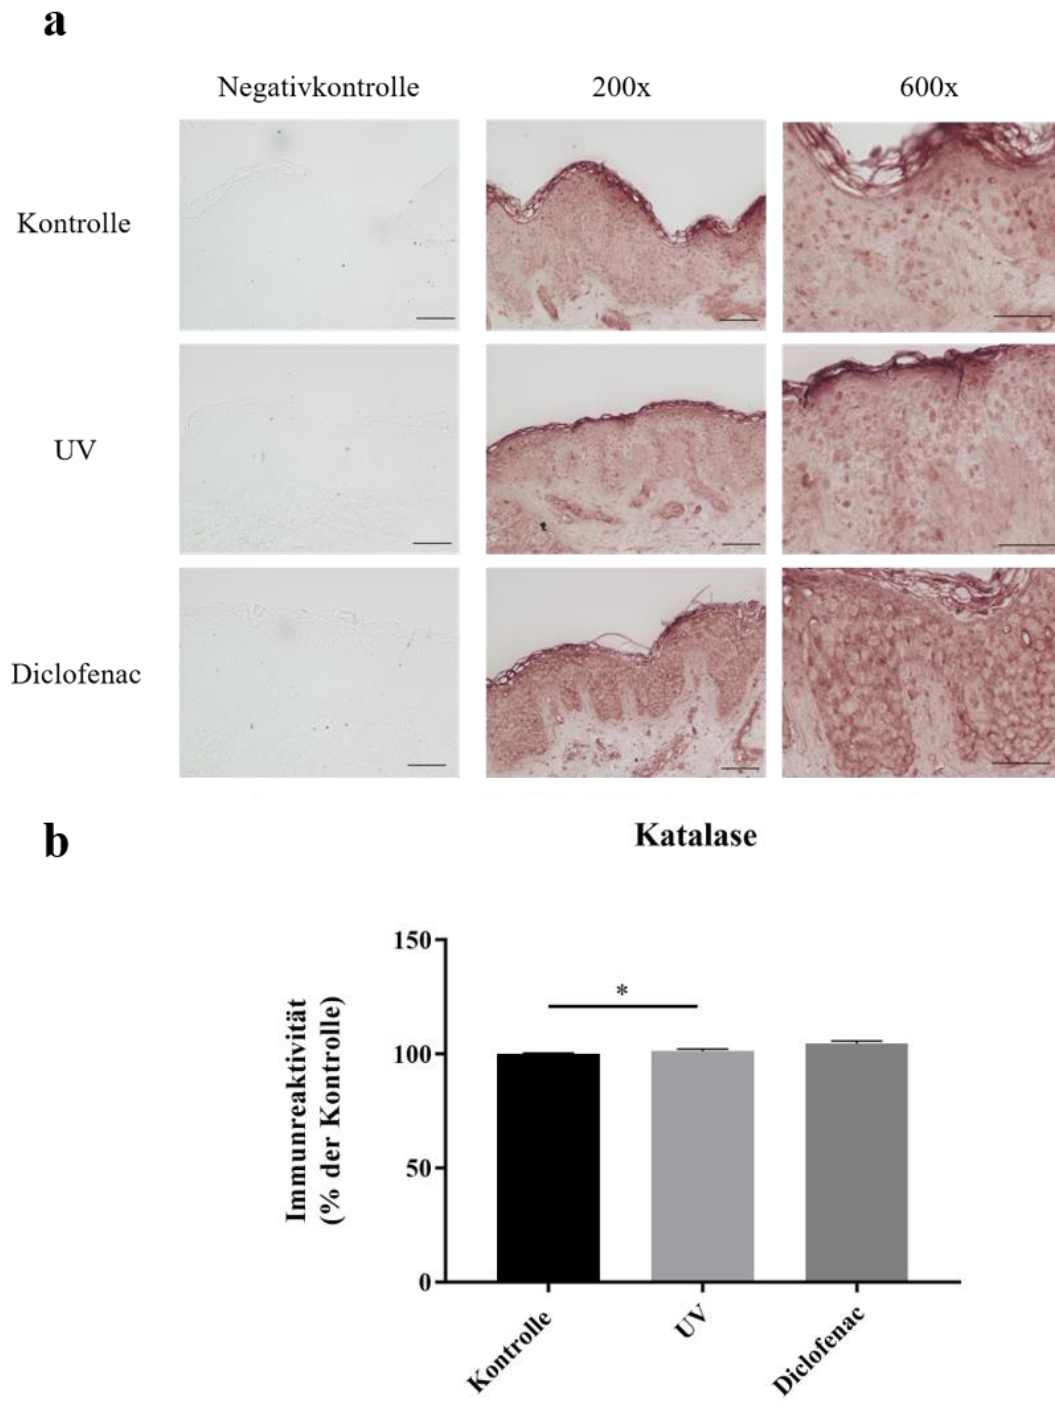 a
Negativkontrolle 200x 600x
Kontrolle
UV
Diclofenac
b
Katalase
Immunreaktivität
(% der Kontrolle)
150
*
100
50
0
Kontrolle
UV
Diclofenac